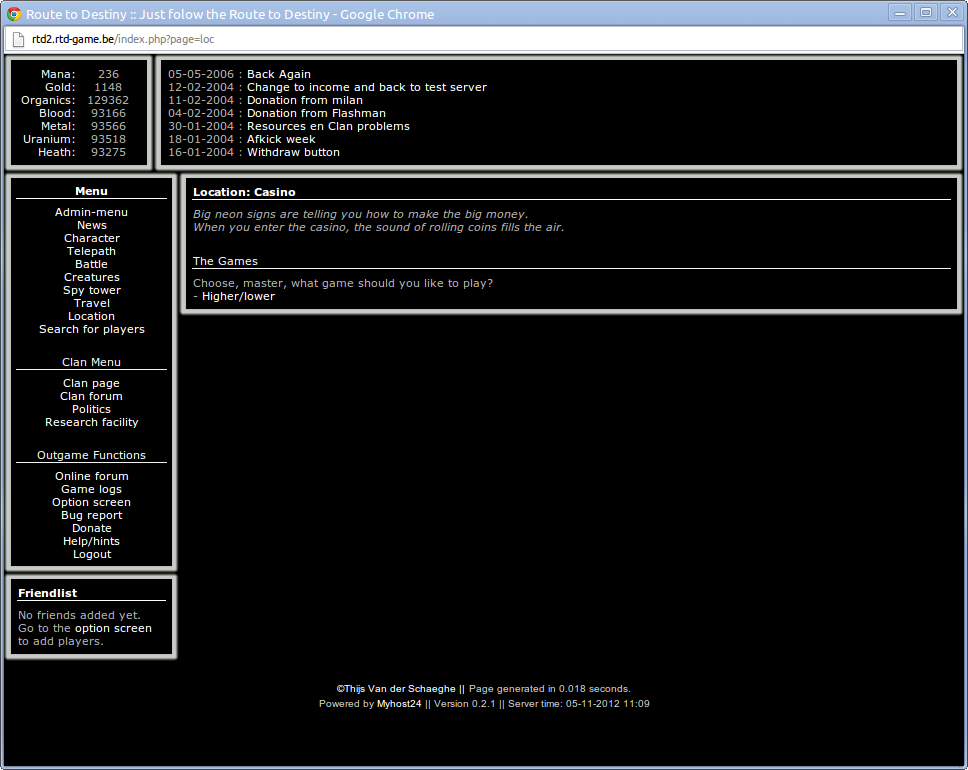 Route to Destiny :: Just folow the Route to Destiny - Google Chrome
rtd2.rtd-game.be/index.php?page=loc
Mana: 236
Gold: 1148
Organics: 129362
Blood: 93166
Metal: 93566
Uranium: 93518
Heath: 93275
05-05-2006 : Back Again
12-02-2004 : Change to income and back to test server
11-02-2004 : Donation from milan
04-02-2004 : Donation from Flashman
30-01-2004 : Resources en Clan problems
18-01-2004 : Afkick week
16-01-2004 : Withdraw button
Menu
Admin-menu
News
Character
Telepath
Battle
Creatures
Spy tower
Travel
Location
Search for players
Clan Menu
Clan page
Clan forum
Politics
Research facility
Outgame Functions
Online forum
Game logs
Option screen
Bug report
Donate
Help/hints
Logout
Friendlist
No friends added yet.
Go to the option screen
to add players.
Location: Casino
Big neon signs are telling you how to make the big money.
When you enter the casino, the sound of rolling coins fills the air.
The Games
Choose, master, what game should you like to play?
- Higher/lower
©Thijs Van der Schaeghe || Page generated in 0.018 seconds.
Powered by Myhost24 || Version 0.2.1 || Server time: 05-11-2012 11:09